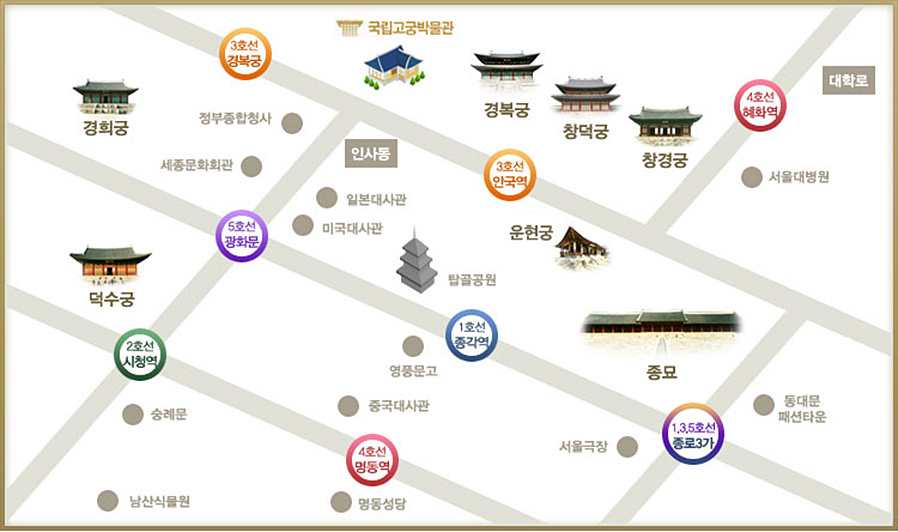 국립고궁박물관
3호선
경복궁
대학로
4호선
혜화역
경복궁
경희궁
창덕궁
정부종합청사
창경궁
인사동
세종문화회관
3호선
안국역
서울대병원
일본대사관
5호선
광화문
미국대사관
운현궁
탑골공원
덕수궁
1호선
종각역
2호선
시청역
영풍문고
종묘
중국대사관
동대문
패션타운
숭례문
1,3,5호선
종로3가
서울극장
4호선
명동역
남산식물원
명동성당